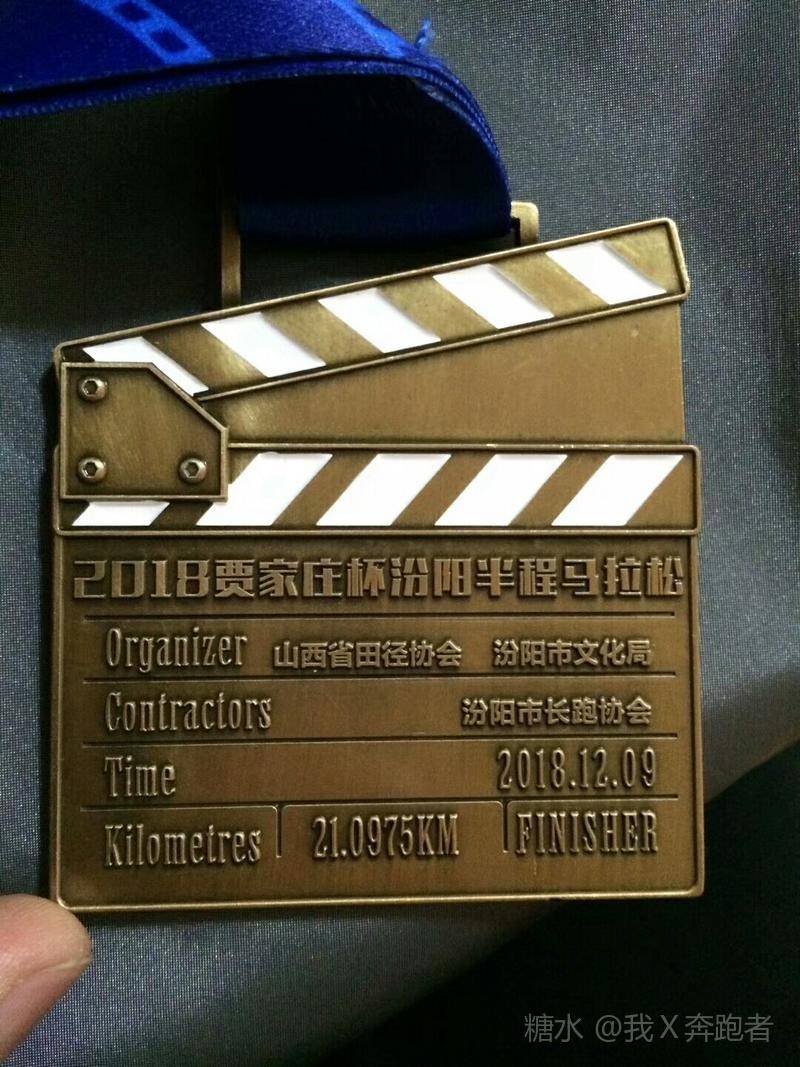 2018贾家庄杯汾阳半程马拉松
Organizer 山西省田径协会 汾阳市文化局
Contractors 汾阳市长跑协会
Time 2018.12.09
Kilometres 21.0975KM FINISHER
糖水 @我X奔跑者